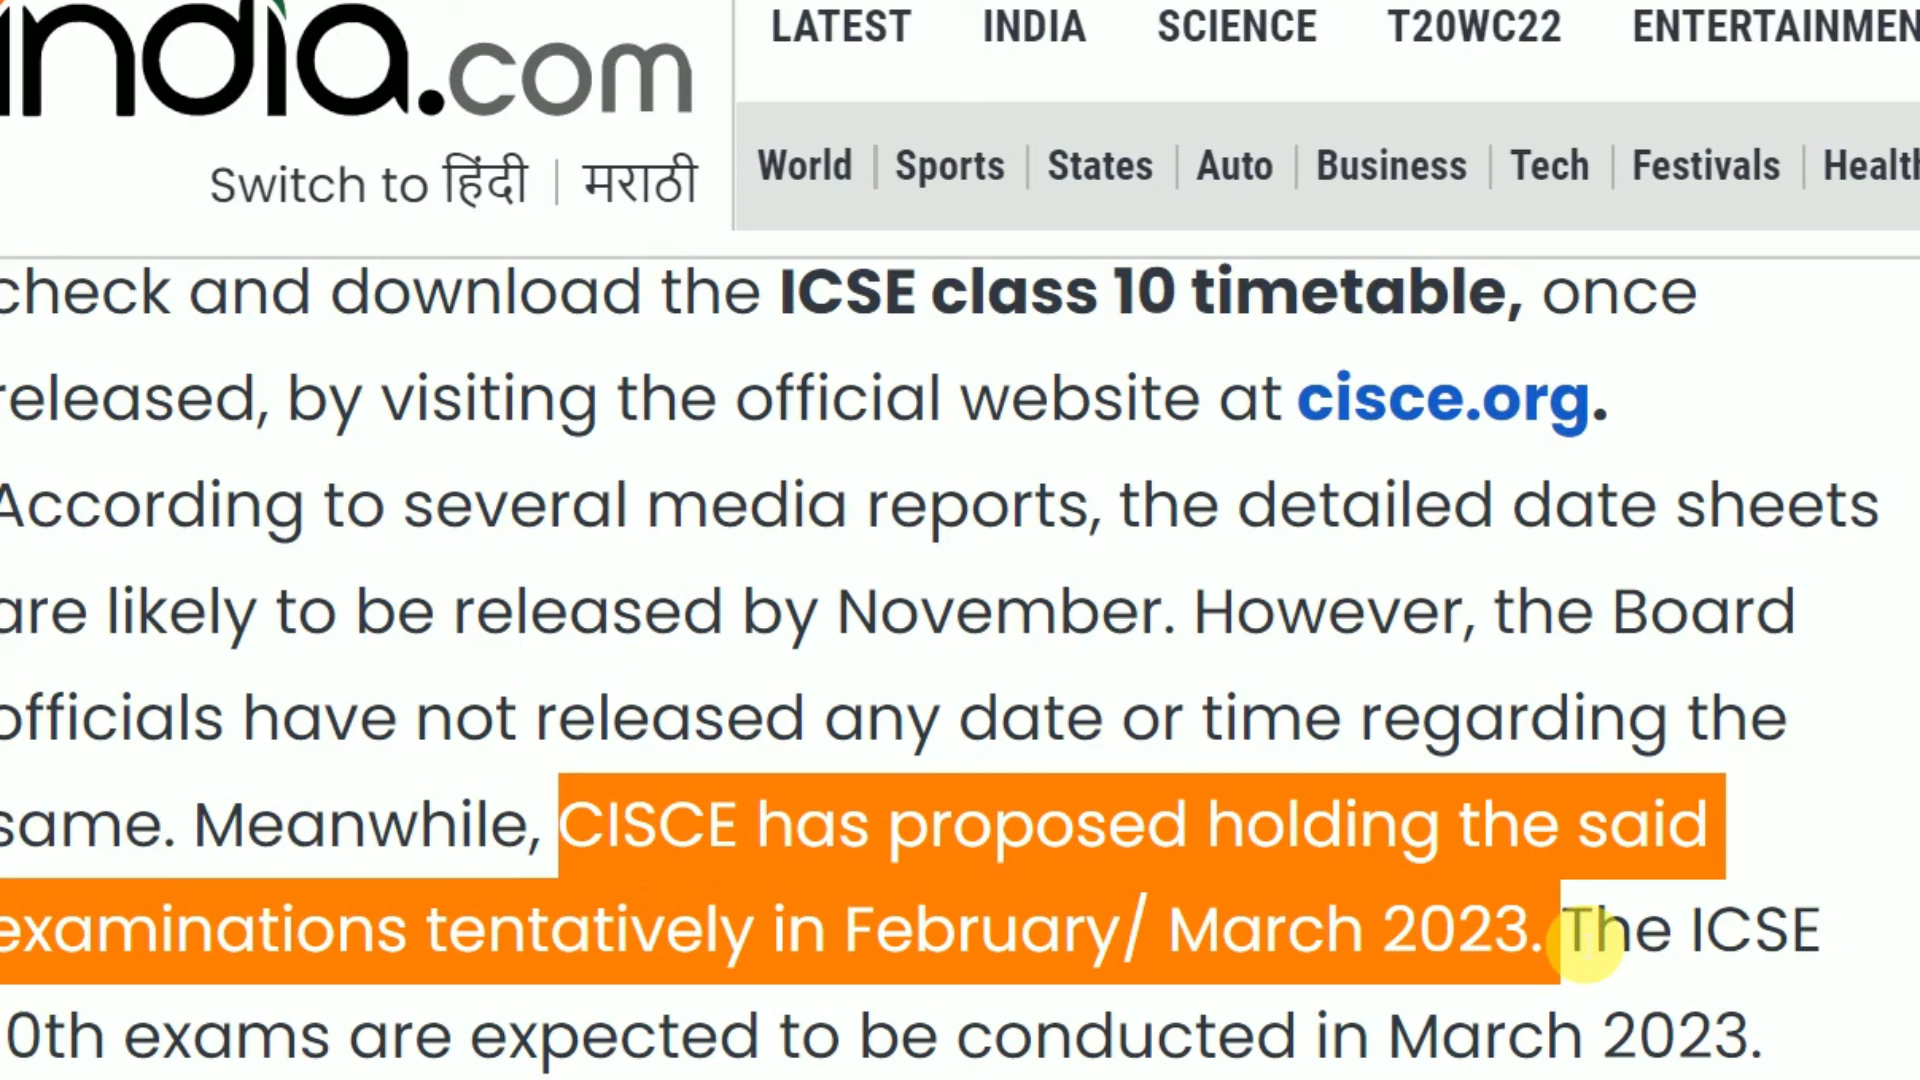 india.com
LATEST INDIA SCIENCE T20WC22 ENTERTAINMEN
Switch to हिंदी | मराठी
World | Sports | States | Auto | Business | Tech | Festivals | Health
check and download the ICSE class 10 timetable, once
released, by visiting the official website at cisce.org.
According to several media reports, the detailed date sheets
are likely to be released by November. However, the Board
officials have not released any date or time regarding the
same. Meanwhile, CISCE has proposed holding the said
examinations tentatively in February/ March 2023. The ICSE
10th exams are expected to be conducted in March 2023.